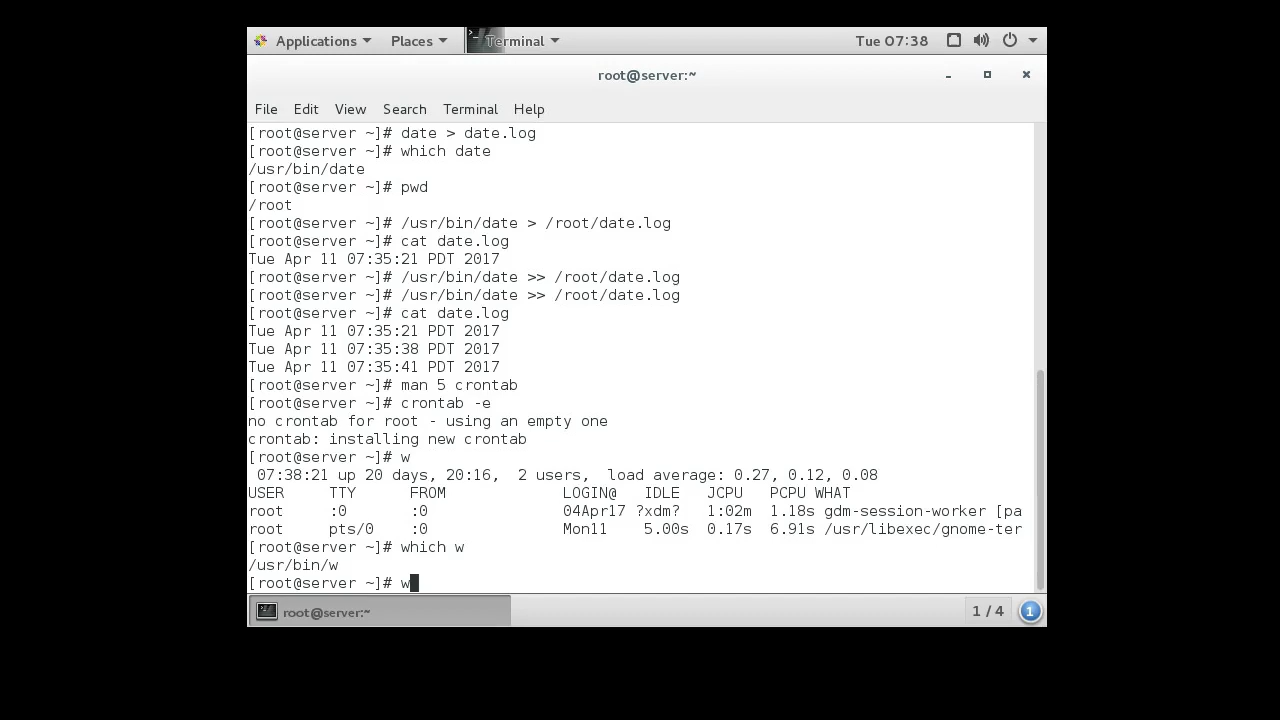 Applications Places Terminal Tue 07:38
root@server:~
File Edit View Search Terminal Help
[root@server ~]# date > date.log
[root@server ~]# which date
/usr/bin/date
[root@server ~]# pwd
/root
[root@server ~]# /usr/bin/date > /root/date.log
[root@server ~]# cat date.log
Tue Apr 11 07:35:21 PDT 2017
[root@server ~]# /usr/bin/date >> /root/date.log
[root@server ~]# /usr/bin/date >> /root/date.log
[root@server ~]# cat date.log
Tue Apr 11 07:35:21 PDT 2017
Tue Apr 11 07:35:38 PDT 2017
Tue Apr 11 07:35:41 PDT 2017
[root@server ~]# man 5 crontab
[root@server ~]# crontab -e
no crontab for root - using an empty one
crontab: installing new crontab
[root@server ~]# w
 07:38:21 up 20 days, 20:16,  2 users,  load average: 0.27, 0.12, 0.08
USER     TTY      FROM             LOGIN@   IDLE   JCPU   PCPU WHAT
root     :0       :0               04Apr17 ?xdm?   1:02m  1.18s gdm-session-worker [pa
root     pts/0    :0               Mon11    5.00s  0.17s  6.91s /usr/libexec/gnome-ter
[root@server ~]# which w
/usr/bin/w
[root@server ~]# w
root@server:~ 1 / 4 1